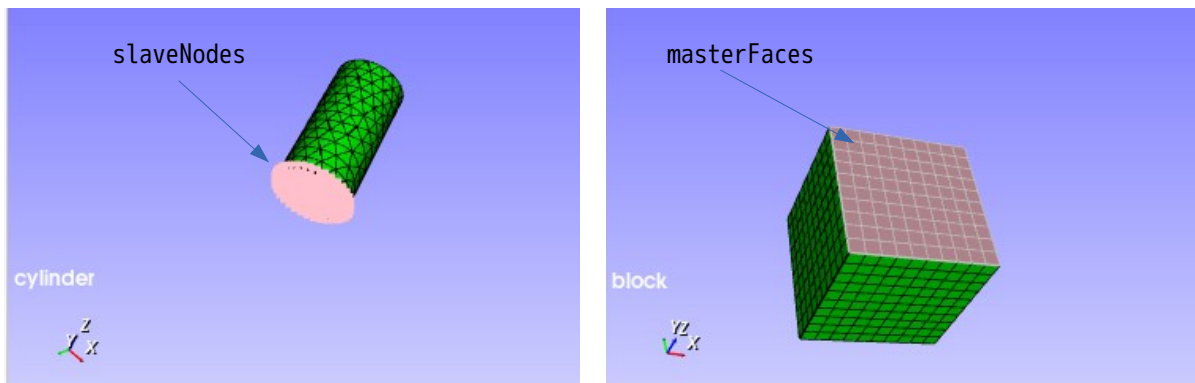 slaveNodes
cylinder
Z
Y
X
masterFaces
block
YZ
X